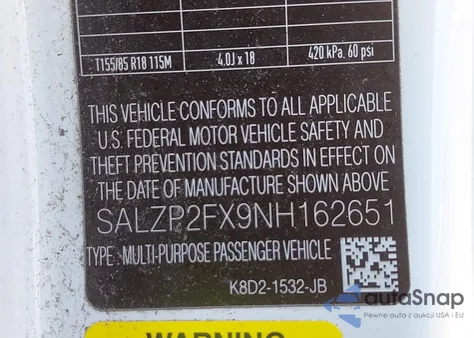 T155/85 R18 115M 4.0J x 18 420 kPa. 60 psi
THIS VEHICLE CONFORMS TO ALL APPLICABLE
U.S. FEDERAL MOTOR VEHICLE SAFETY AND
THEFT PREVENTION STANDARDS IN EFFECT ON
THE DATE OF MANUFACTURE SHOWN ABOVE
SALZP2FX9NH162651
TYPE: MULTI-PURPOSE PASSENGER VEHICLE
K8D2-1532-JB
autoSnap
Pewne auta z aukcji USA i EU
WARNING